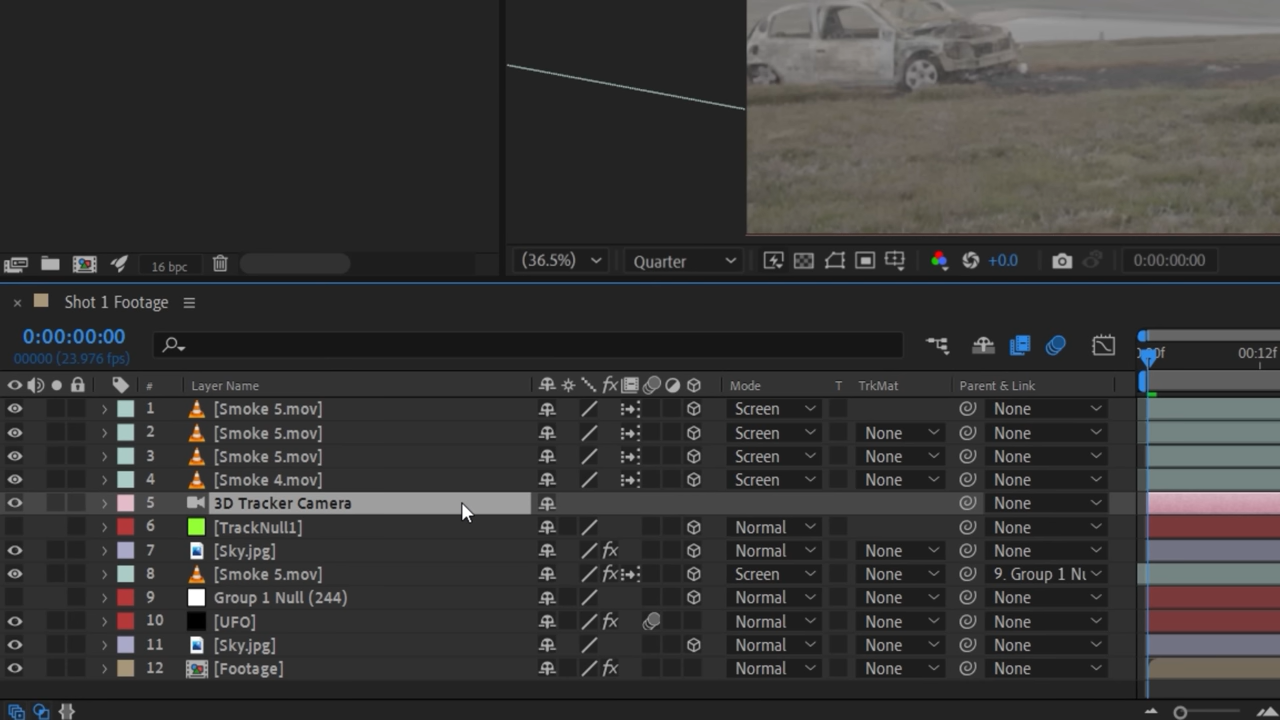 16 bpc
(36.5%) Quarter +0.0 0:00:00:00
Shot 1 Footage
0:00:00:00
00000 (23.976 fps)
00:12f
# Layer Name fx Mode T TrkMat Parent & Link
1 [Smoke 5.mov] Screen None
2 [Smoke 5.mov] Screen None None
3 [Smoke 5.mov] Screen None None
4 [Smoke 4.mov] Screen None None
5 3D Tracker Camera None
6 [TrackNull1] Normal None
7 [Sky.jpg] fx Normal None None
8 [Smoke 5.mov] fx Screen None 9. Group 1 Nu
9 Group 1 Null (244) Normal None None
10 [UFO] fx Normal None None
11 [Sky.jpg] Normal None None
12 [Footage] fx Normal None None